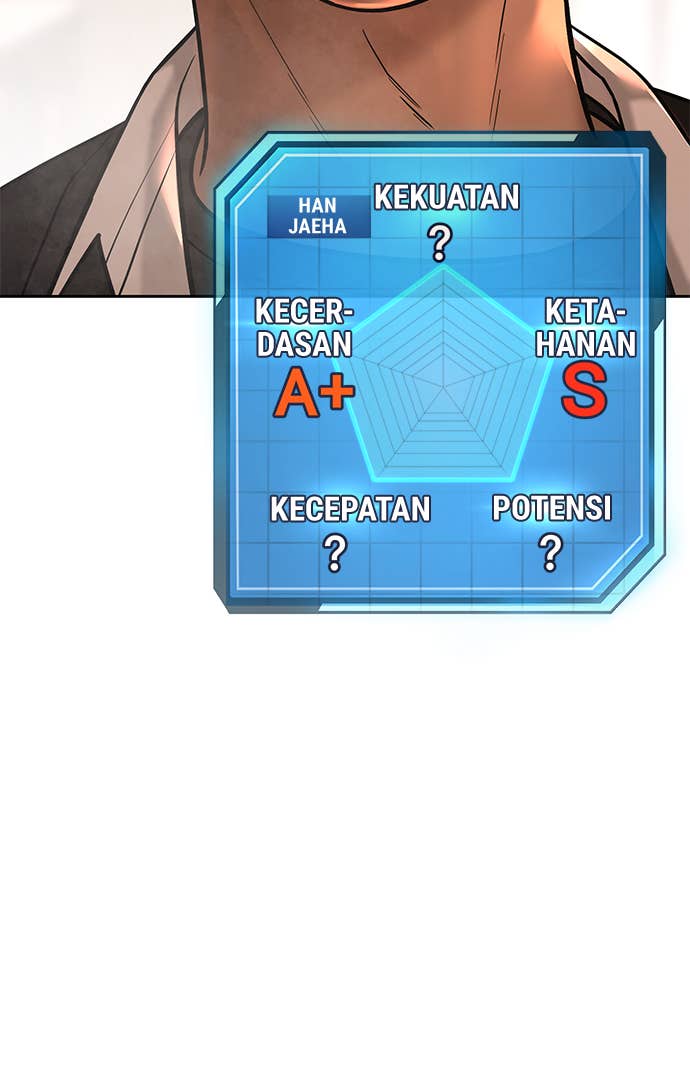 HAN
JAEHA
KEKUATAN
?
KECER-
DASAN
A+
KETA-
HANAN
S
KECEPATAN
?
POTENSI
?